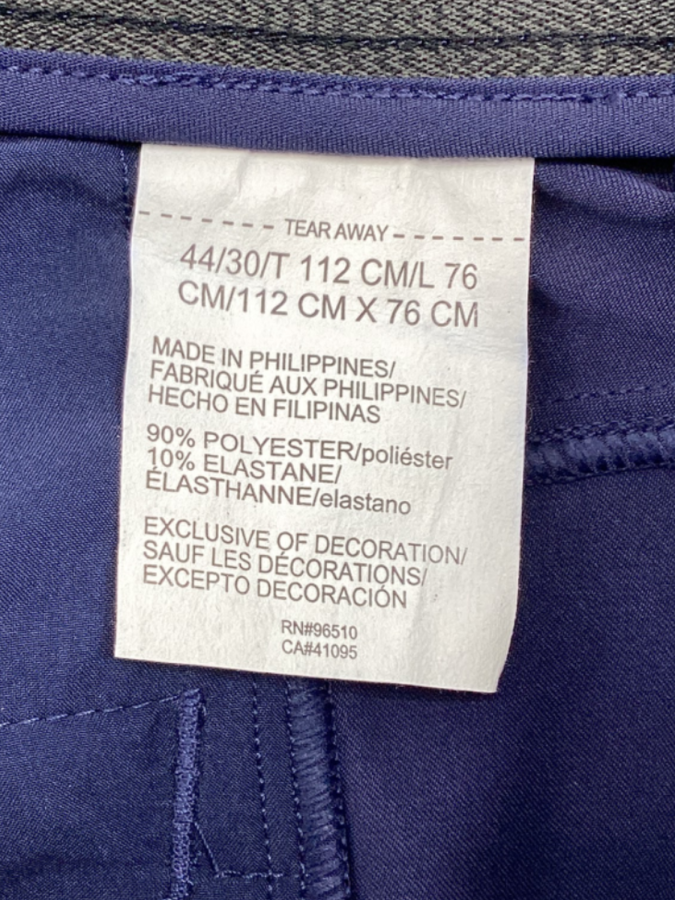 TEAR AWAY
44/30/T 112 CM/L 76
CM/112 CM X 76 CM
MADE IN PHILIPPINES/
FABRIQUÉ AUX PHILIPPINES/
HECHO EN FILIPINAS
90% POLYESTER/poliéster
10% ELASTANE/
ÉLASTHANNE/elastano
EXCLUSIVE OF DECORATION/
SAUF LES DÉCORATIONS/
EXCEPTO DECORACIÓN
RN#96510
CA#41095